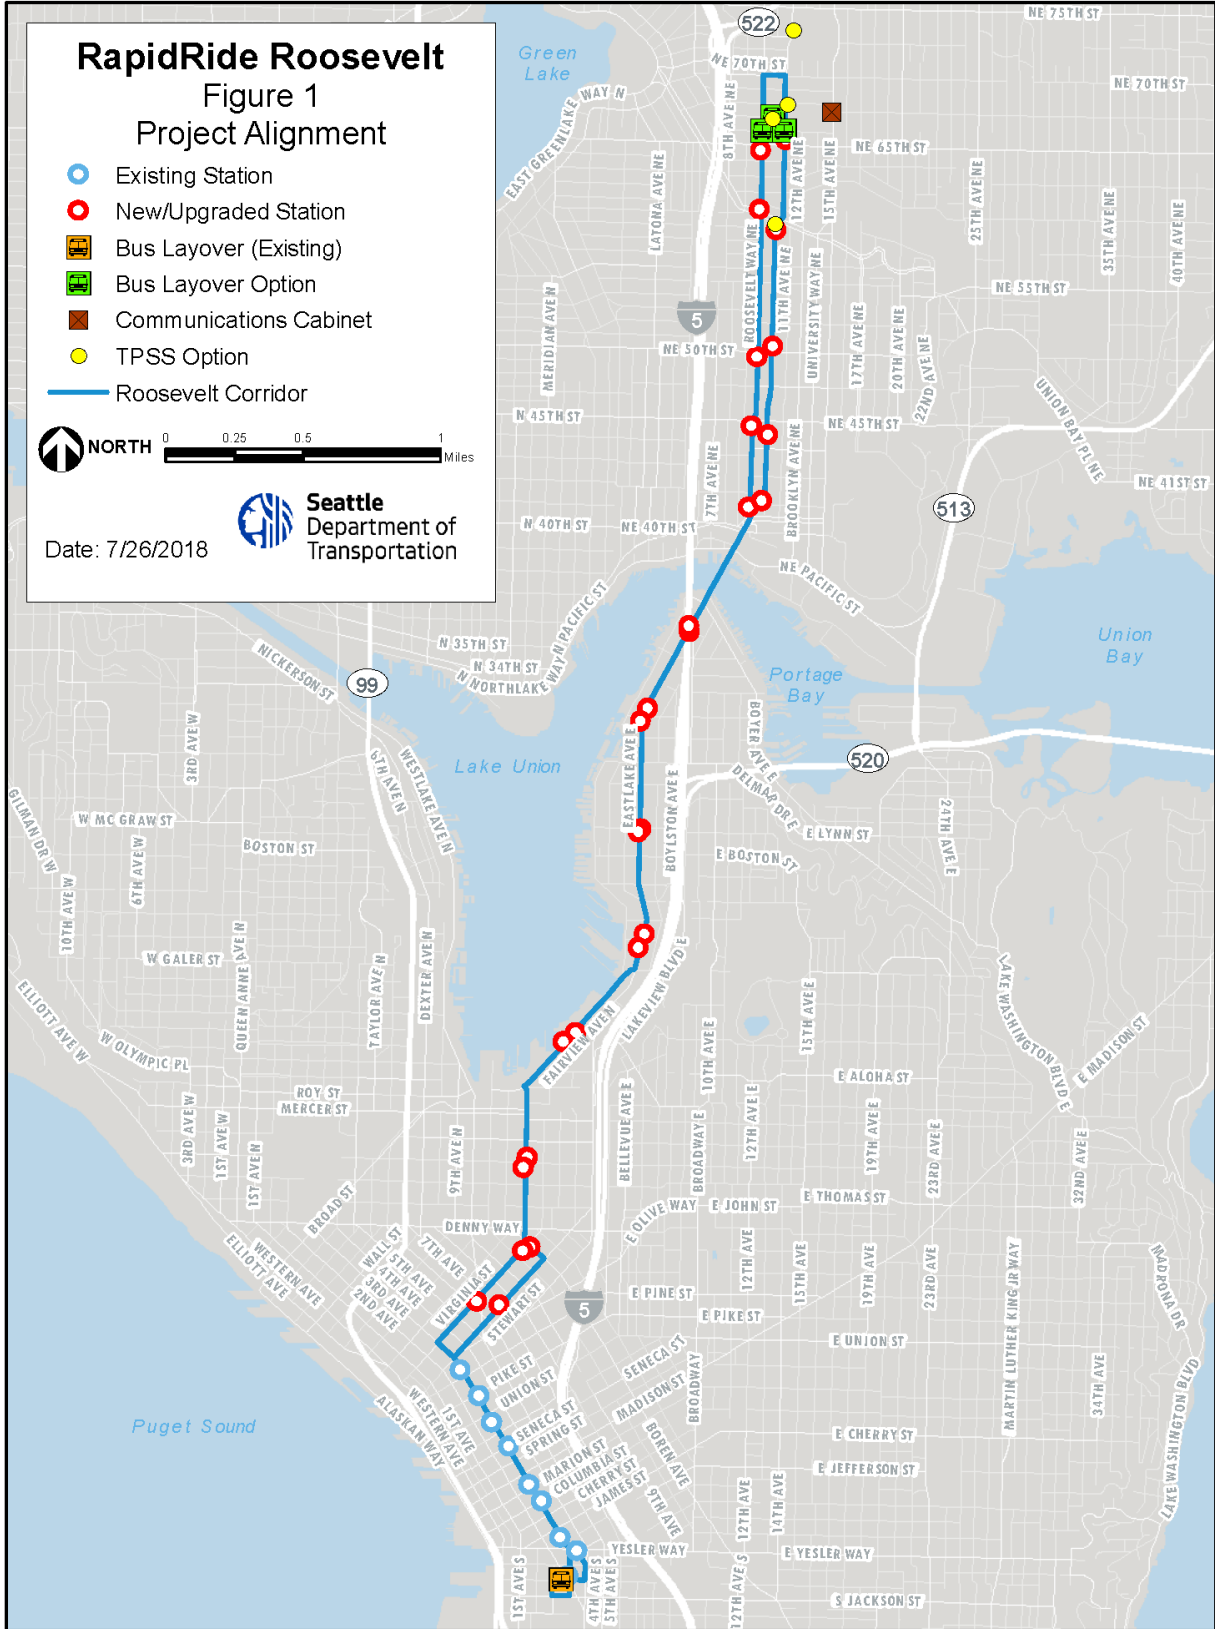 RapidRide Roosevelt
Figure 1
Project Alignment
Existing Station
New/Upgraded Station
Bus Layover (Existing)
Bus Layover Option
Communications Cabinet
TPSS Option
Roosevelt Corridor
NORTH
0 0.25 0.5 1
Miles
Seattle
Department of
Transportation
Date: 7/26/2018
Green
Lake
522
NE 75TH ST
NE 70TH ST
NE 70TH ST
EAST GREENLAKE WAY N
8TH AVE NE
NE 65TH ST
12TH AVE NE
15TH AVE NE
LATONA AVE NE
25TH AVE NE
35TH AVE NE
40TH AVE NE
ROOSEVELT WAY NE
11TH AVE NE
UNIVERSITY WAY NE
NE 55TH ST
5
MERIDIAN AVE N
NE 50TH ST
17TH AVE NE
20TH AVE NE
22ND AVE NE
UNION BAY PL NE
N 45TH ST
NE 45TH ST
7TH AVE NE
BROOKLYN AVE NE
NE 41ST ST
513
N 40TH ST
NE 40TH ST
NE PACIFIC ST
N PACIFIC ST
N 35TH ST
N 34TH ST
N NORTHLAKE WAY
NICKERSON ST
99
Union
Bay
Portage
Bay
3RD AVE W
6TH AVE N
WESTLAKE AVE N
Lake Union
EASTLAKE AVE E
BOYLSTON AVE E
BOYER AVE E
DELMAR DR E
520
GILMAN DR W
W MC GRAW ST
BOSTON ST
E LYNN ST
E BOSTON ST
24TH AVE E
10TH AVE W
6TH AVE W
W GALER ST
QUEEN ANNE AVE N
TAYLOR AVE N
DEXTER AVE N
LAKEVIEW BLVD E
LAKE WASHINGTON BLVD E
ELLIOTT AVE W
W OLYMPIC PL
FAIRVIEW AVE N
10TH AVE E
15TH AVE E
E MADISON ST
E ALOHA ST
ROY ST
MERCER ST
3RD AVE W
1ST AVE W
1ST AVE N
9TH AVE N
BELLEVUE AVE E
BROADWAY E
12TH AVE E
19TH AVE E
23RD AVE E
32ND AVE E
BROAD ST
DENNY WAY
E OLIVE WAY
E JOHN ST
E THOMAS ST
WALL ST
7TH AVE
5TH AVE
4TH AVE
3RD AVE
2ND AVE
WESTERN AVE
ELLIOTT AVE
VIRGINIA ST
STEWART ST
12TH AVE
15TH AVE
19TH AVE
23RD AVE
MARTIN LUTHER KING JR WAY
MADRONA DR
5
E PINE ST
E PIKE ST
E UNION ST
PIKE ST
UNION ST
SENECA ST
MADISON ST
BROADWAY
34TH AVE
LAKE WASHINGTON BLVD
Puget Sound
1ST AVE
WESTERN AVE
ALASKAN WAY
SENECA ST
SPRING ST
BOREN AVE
E CHERRY ST
MARION ST
COLUMBIA ST
CHERRY ST
JAMES ST
9TH AVE
E JEFFERSON ST
12TH AVE
14TH AVE
YESLER WAY
E YESLER WAY
1ST AVE S
4TH AVE S
5TH AVE S
12TH AVE S
S JACKSON ST